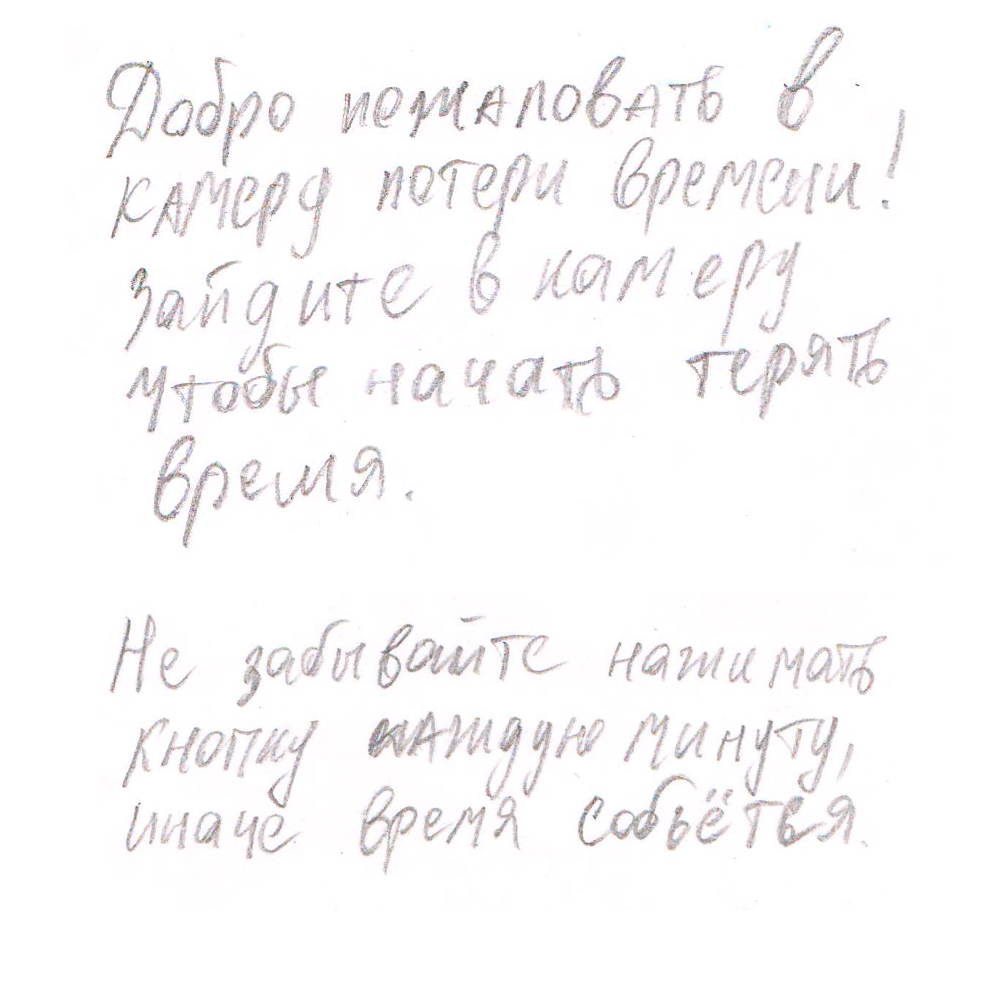 Добро пожаловать в
камеру потери времени!
Зайдите в камеру
чтобы начать терять
время.
Не забывайте нажимать
кнопку каждую минуту,
иначе время собьётся.